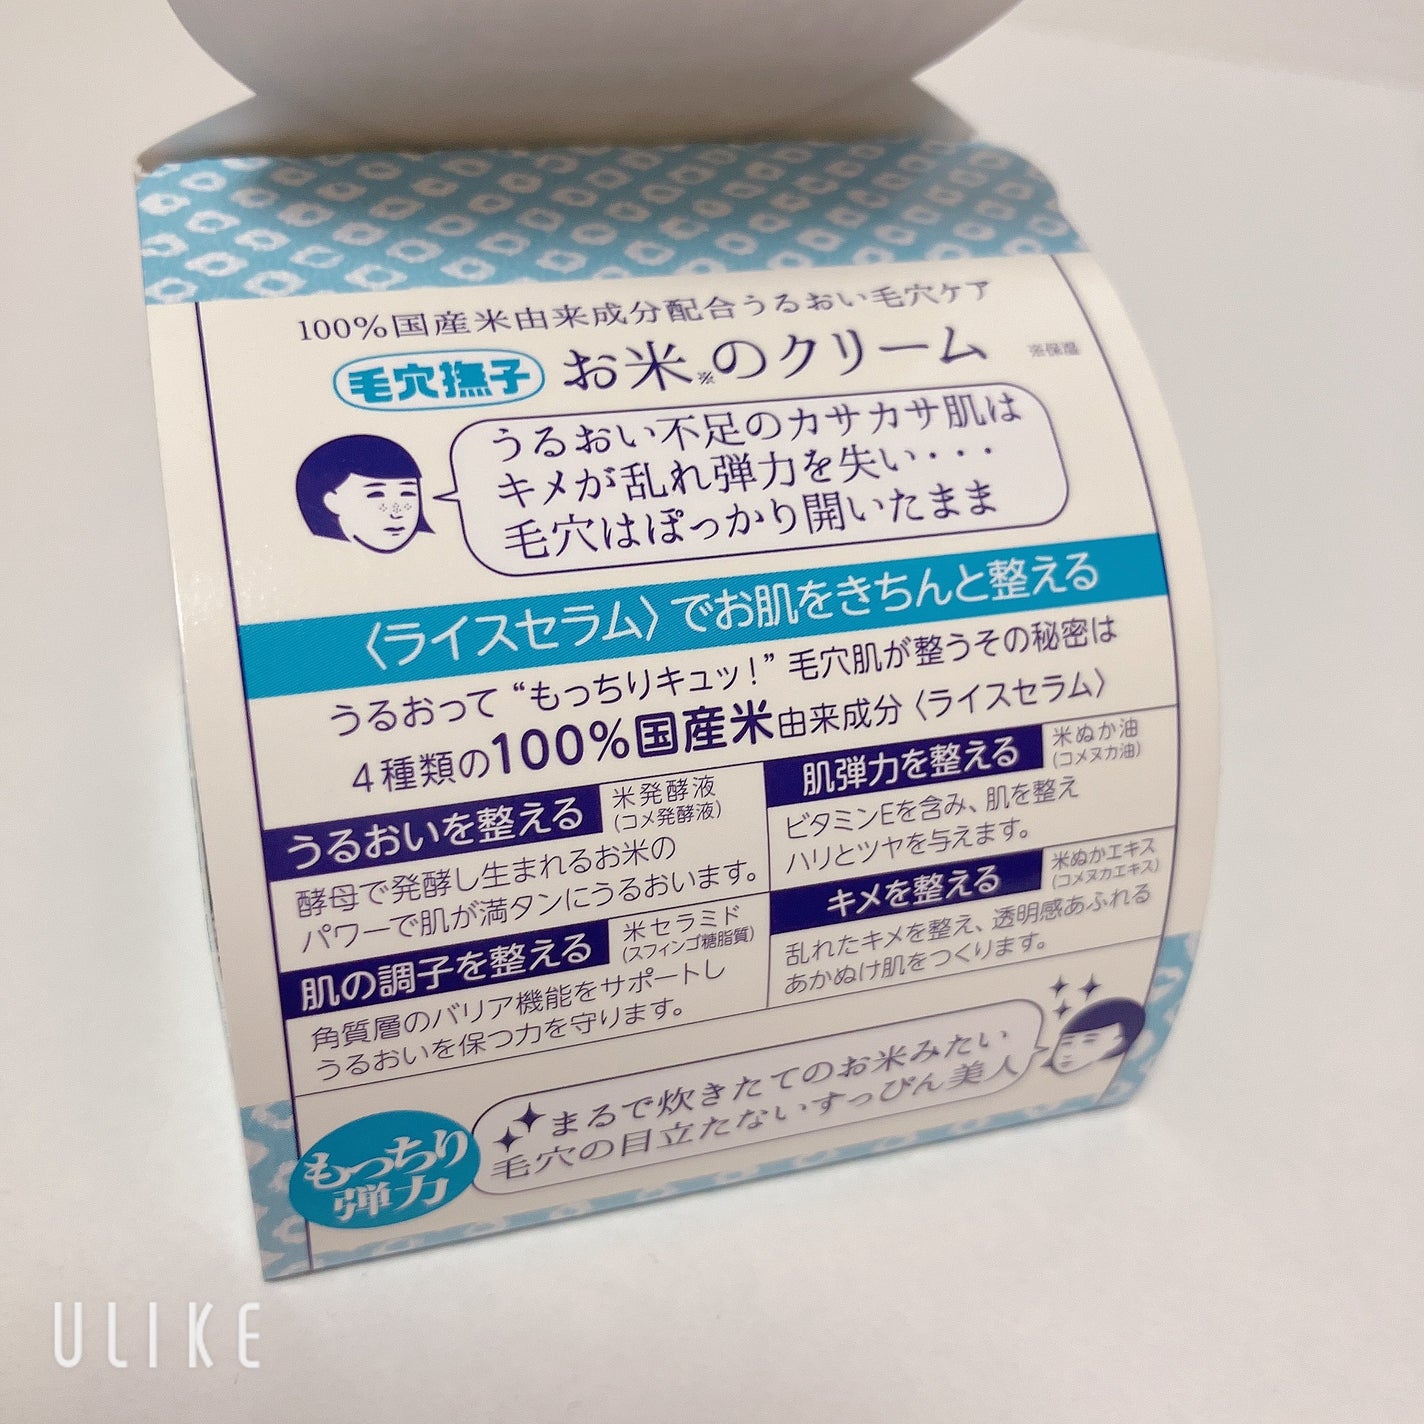 100%国産米由来成分配合うるおい毛穴ケア
毛穴撫子 お米※のクリーム ※保湿
うるおい不足のカサカサ肌は
キメが乱れ弾力を失い・・・
毛穴はぽっかり開いたまま
〈ライスセラム〉でお肌をきちんと整える
うるおって“もっちりキュッ!”毛穴肌が整うその秘密は
4種類の100%国産米由来成分〈ライスセラム〉
うるおいを整える 米発酵液
(コメ発酵液)
酵母で発酵し生まれるお米の
パワーで肌が満タンにうるおいます。
肌の調子を整える 米セラミド
(スフィンゴ糖脂質)
角質層のバリア機能をサポートし
うるおいを保つ力を守ります。
肌弾力を整える 米ぬか油
(コメヌカ油)
ビタミンEを含み、肌を整え
ハリとツヤを与えます。
キメを整える 米ぬかエキス
(コメヌカエキス)
乱れたキメを整え、透明感あふれる
あかぬけ肌をつくります。
もっちり
弾力
まるで炊きたてのお米みたい
毛穴の目立たないすっぴん美人
ULIKE